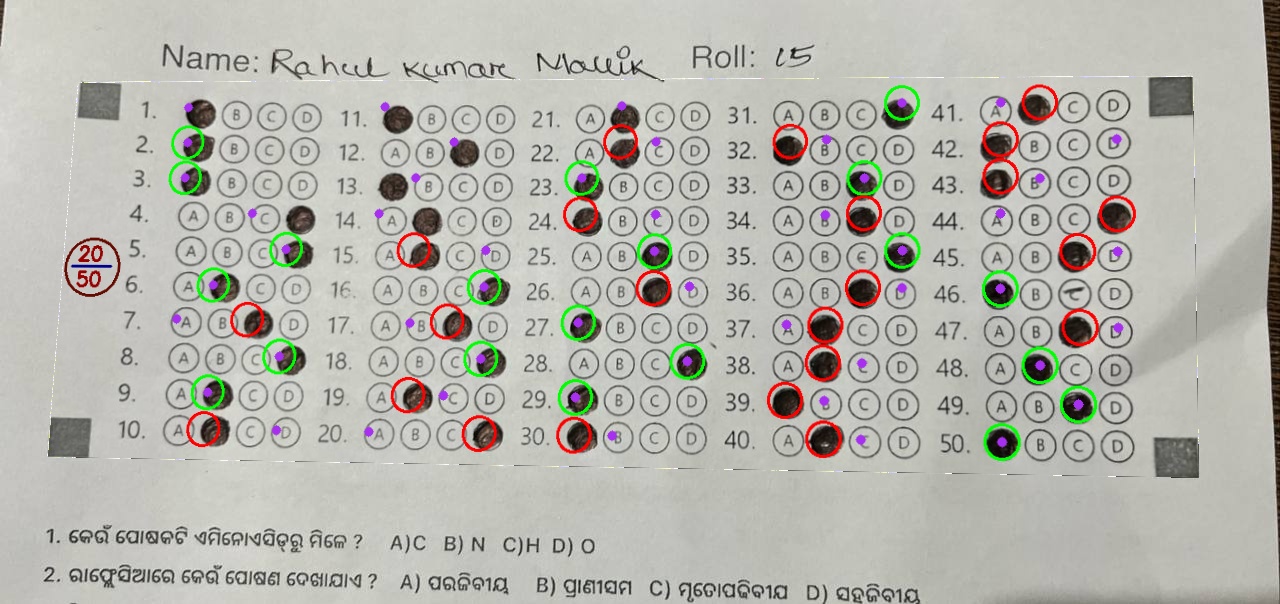 Name: Rahul Kumar Mallik Roll: 15
1. B C D 11. B C D 21. A C D 31. A B C 41. A C D
2. B C D 12. A B D 22. A C D 32. B C D 42. B C D
3. B C D 13. B C D 23. B C D 33. A B D 43. B C D
4. A B C 14. A C D 24. B C D 34. A B D 44. A B C
5. A B C 15. A C D 25. A B D 35. A B C 45. A B D
20
50
6. A C D 16. A B C 26. A B D 36. A B D 46. B C D
7. A B D 17. A B D 27. B C D 37. A C D 47. A B D
8. A B C 18. A B C 28. A B C 38. A C D 48. A C D
9. A C D 19. A C D 29. B C D 39. B C D 49. A B D
10. A C D 20. A B C 30. B C D 40. A C D 50. B C D
1. କେଉଁ ପୋଷକଟି ଏମିନୋଏସିଡ୍‌ରୁ ମିଳେ ? A)C B) N C)H D) O
2. ରାଫ୍ଲେସିଆରେ କେଉଁ ପୋଷଣ ଦେଖାଯାଏ ? A) ପରଜିବୀୟ B) ପ୍ରାଣୀସମ C) ମୃତୋପଜିବୀୟ D) ସହଜିବୀୟ